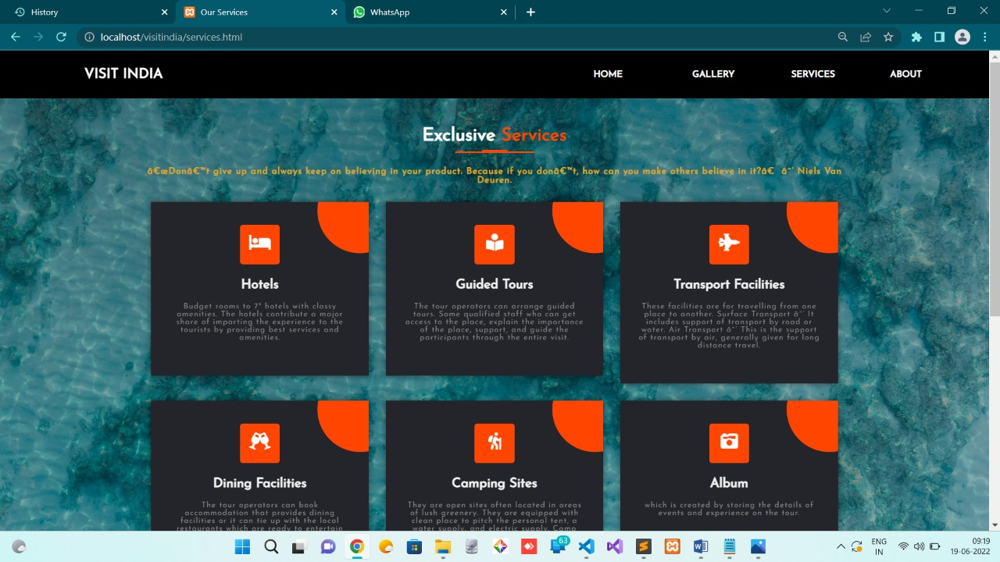 History
Our Services
WhatsApp
localhost/visitindia/services.html
VISIT INDIA
HOME
GALLERY
SERVICES
ABOUT
Exclusive Services
â€œDonâ€™t give up and always keep on believing in your product. Because if you donâ€™t, how can you make others believe in it?â€ âˆ’ Niels Van
Deuren.
Hotels
Budget rooms to 7* hotels with classy
amenities. The hotels contribute a major
share of imparting the experience to the
tourists by providing best services and
amenities.
Guided Tours
The tour operators can arrange guided
tours. Some qualified staff who can get
access to the place, explain the importance
of the place, support, and guide the
participants through the entire visit.
Transport Facilities
These facilities are for travelling from one
place to another. Surface Transport âˆ’ It
includes support of transport by road or
water. Air Transport âˆ’ This is the support
of transport by air, generally given for long
distance travel.
Dining Facilities
The tour operators can book
accommodation that provides dining
facilities or it can tie up with the local
restaurants which are ready to entertain
Camping Sites
They are open sites often located in areas
of lush greenery. They are equipped with
clean place to pitch the personal tent, a
water supply, and electric supply. Camp
Album
which is created by storing the details of
events and experience on the tour.
63
ENG
IN
09:19
19-06-2022